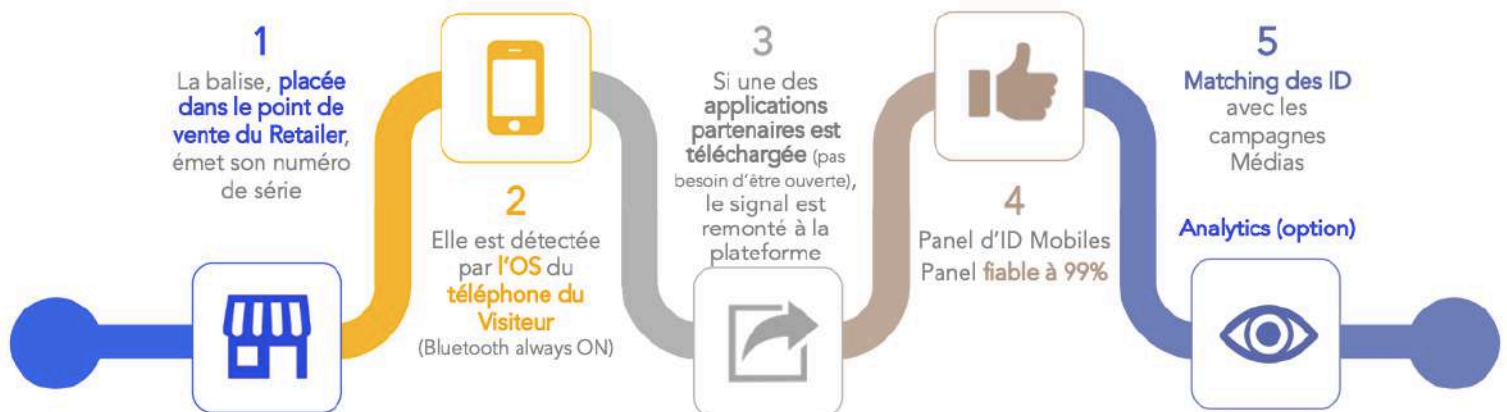 1
La balise, placée
dans le point de
vente du Retailer,
émet son numéro
de série
2
Elle est détectée
par l'OS du
téléphone du
Visiteur
(Bluetooth always ON)
3
Si une des
applications
partenaires est
téléchargée (pas
besoin d'être ouverte),
le signal est
remonté à la
plateforme
4
Panel d'ID Mobiles
Panel fiable à 99%
5
Matching des ID
avec les
campagnes
Médias
Analytics (option)